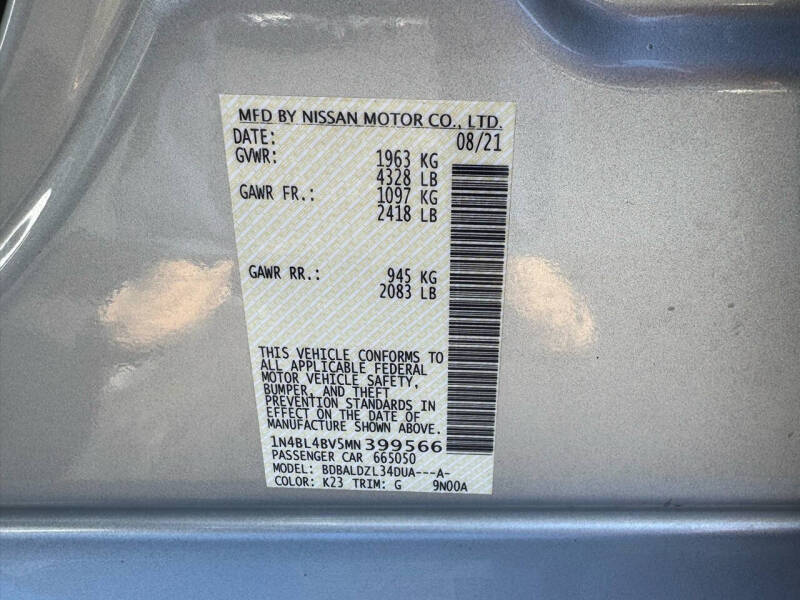 MFD BY NISSAN MOTOR CO., LTD.
DATE: 08/21
GVWR: 1963 KG
4328 LB
GAWR FR.: 1097 KG
2418 LB
GAWR RR.: 945 KG
2083 LB
THIS VEHICLE CONFORMS TO
ALL APPLICABLE FEDERAL
MOTOR VEHICLE SAFETY,
BUMPER, AND THEFT
PREVENTION STANDARDS IN
EFFECT ON THE DATE OF
MANUFACTURE SHOWN ABOVE.
1N4BL4BV5MN399566
PASSENGER CAR 665050
MODEL: BDBALDZL34DUA---A-
COLOR: K23 TRIM: G 9N00A